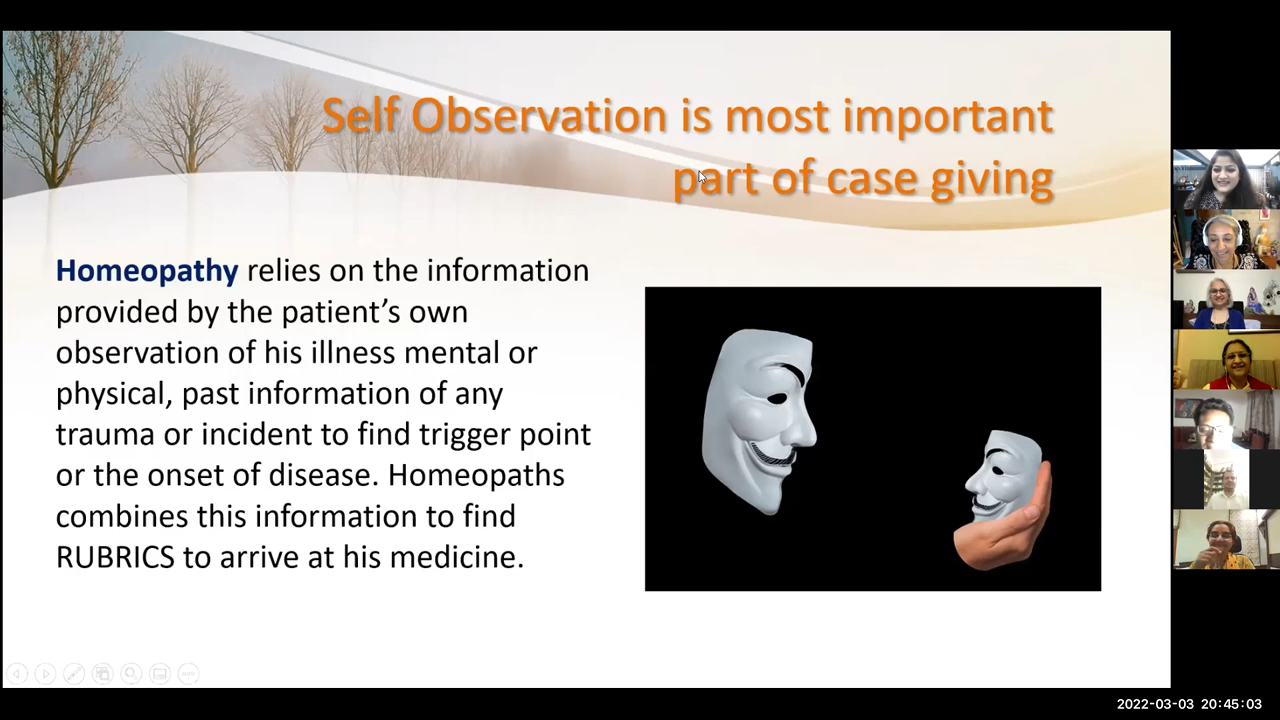 Self Observation is most important
part of case giving
Homeopathy relies on the information
provided by the patient’s own
observation of his illness mental or
physical, past information of any
trauma or incident to find trigger point
or the onset of disease. Homeopaths
combines this information to find
RUBRICS to arrive at his medicine.
2022-03-03 20:45:03